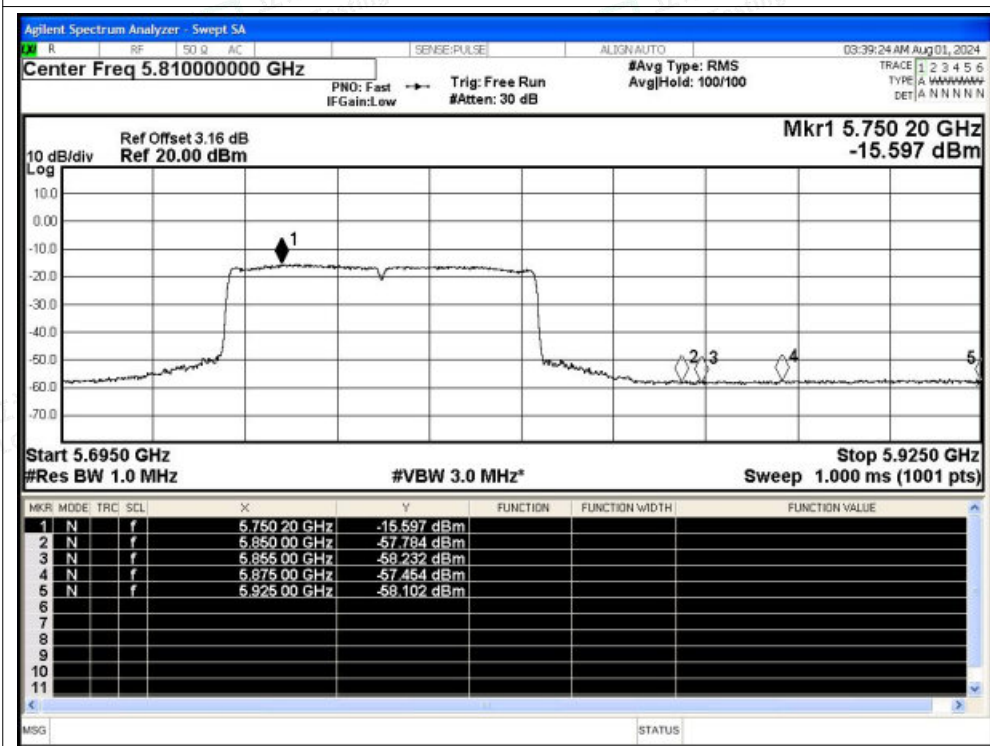 Agilent Spectrum Analyzer - Swept SA
R RF 50 Ω AC SENSE:PULSE ALIGN AUTO 03:39:24 AM Aug 01, 2024
Center Freq 5.810000000 GHz
PNO: Fast
IFGain:Low
Trig: Free Run
#Atten: 30 dB
#Avg Type: RMS
Avg|Hold: 100/100
TRACE 1 2 3 4 5 6
TYPE A
DET A N N N N N
Mkr1 5.750 20 GHz
-15.597 dBm
Ref Offset 3.16 dB
10 dB/div Ref 20.00 dBm
Log
10.0
0.00
-10.0
-20.0
-30.0
-40.0
-50.0
-60.0
-70.0
1
2 3 4 5
Start 5.6950 GHz Stop 5.9250 GHz
#Res BW 1.0 MHz #VBW 3.0 MHz* Sweep 1.000 ms (1001 pts)
MKR MODE TRC SCL X Y FUNCTION FUNCTION WIDTH FUNCTION VALUE
1 N f 5.750 20 GHz -15.597 dBm
2 N f 5.850 00 GHz -57.784 dBm
3 N f 5.855 00 GHz -58.232 dBm
4 N f 5.875 00 GHz -57.454 dBm
5 N f 5.925 00 GHz -58.102 dBm
6
7
8
9
10
11
MSG STATUS